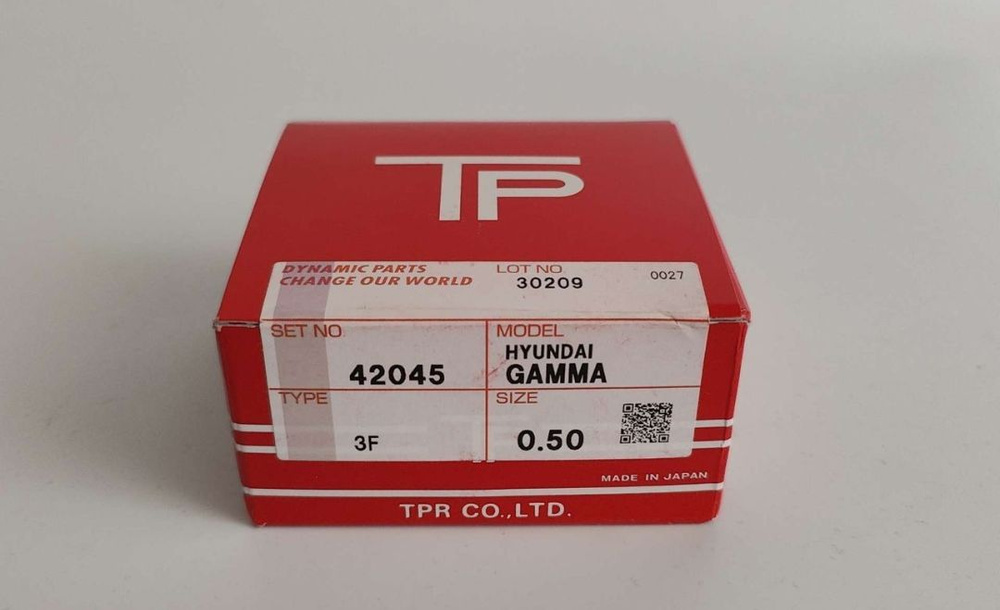 TP
DYNAMIC PARTS
CHANGE OUR WORLD
LOT NO.
30209
0027
SET NO.
42045
MODEL
HYUNDAI
GAMMA
TYPE
3F
SIZE
0.50
MADE IN JAPAN
TPR CO.,LTD.